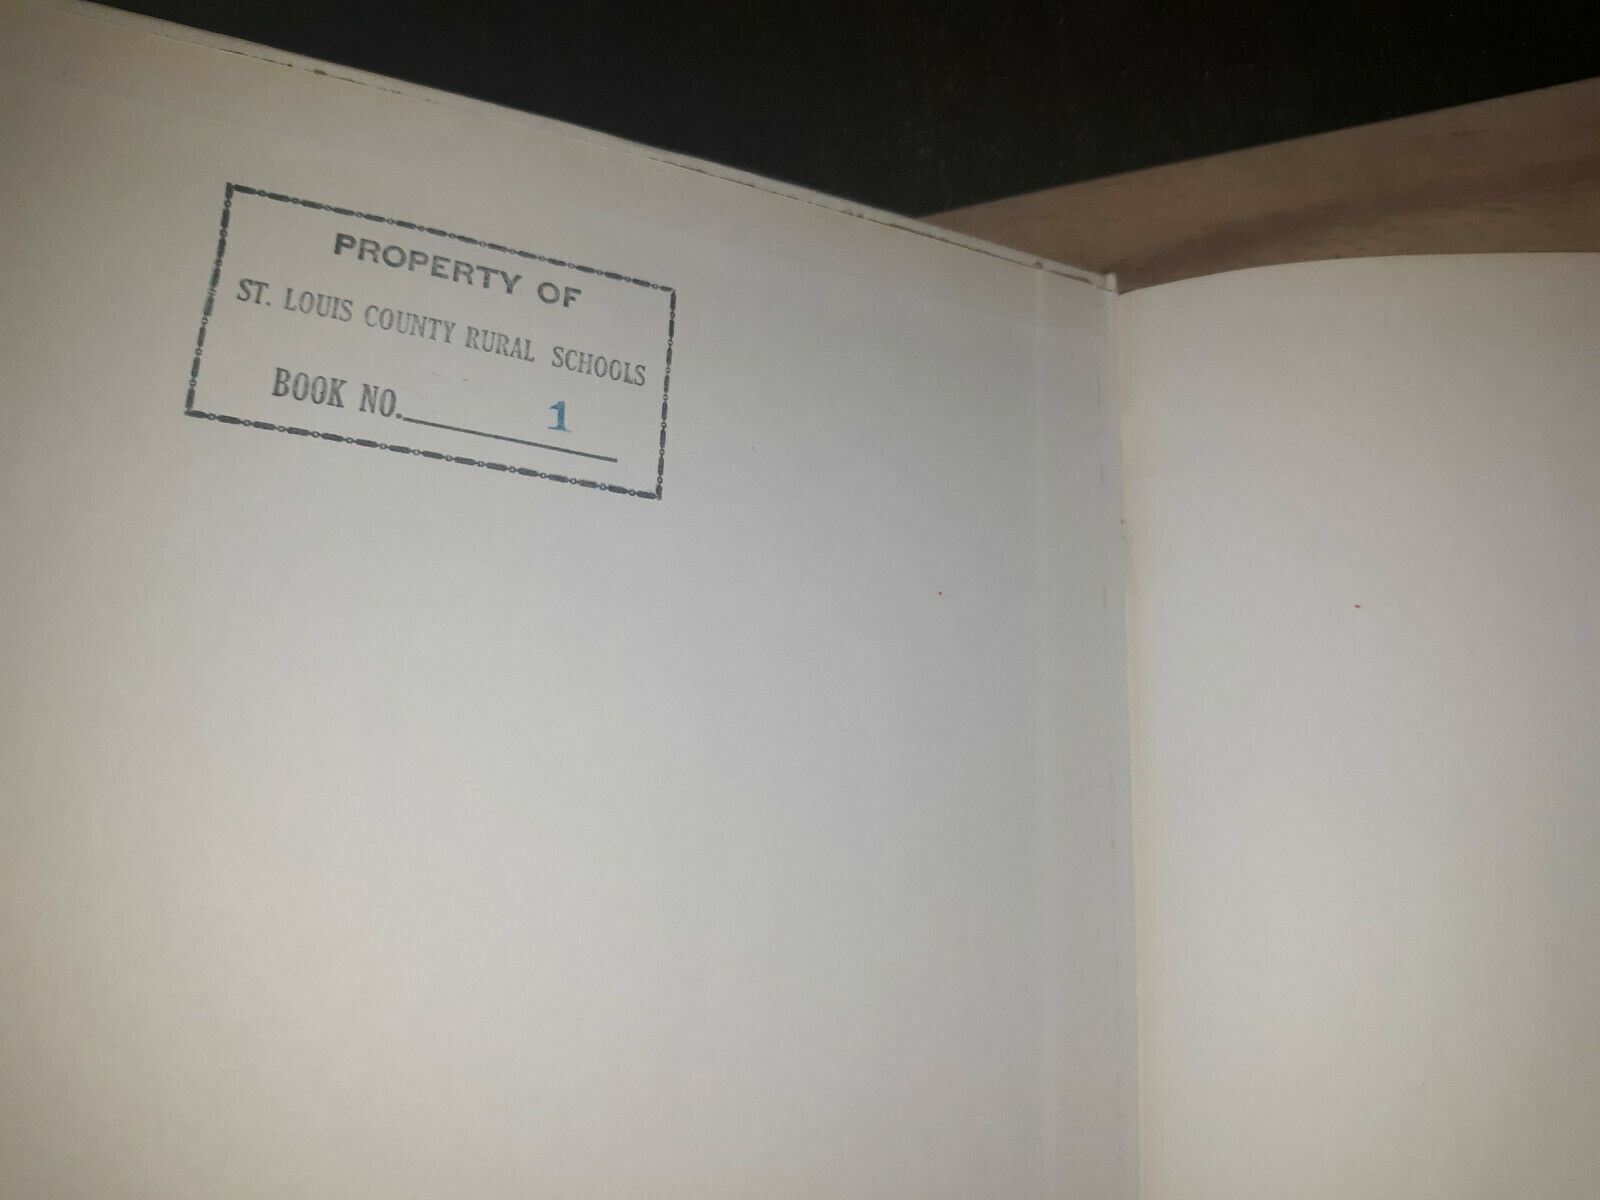 PROPERTY OF
ST. LOUIS COUNTY RURAL SCHOOLS
BOOK NO. 1